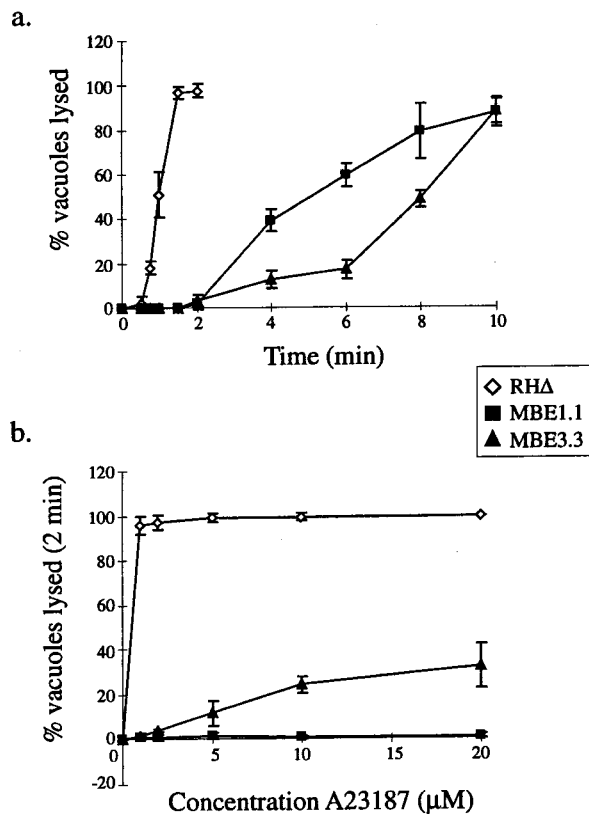 a.
% vacuoles lysed
120
100
80
60
40
20
0
0 2 4 6 8 10
Time (min)
RHΔ
MBE1.1
MBE3.3
b.
% vacuoles lysed (2 min)
120
100
80
60
40
20
0
-20
0 5 10 15 20
Concentration A23187 (μM)